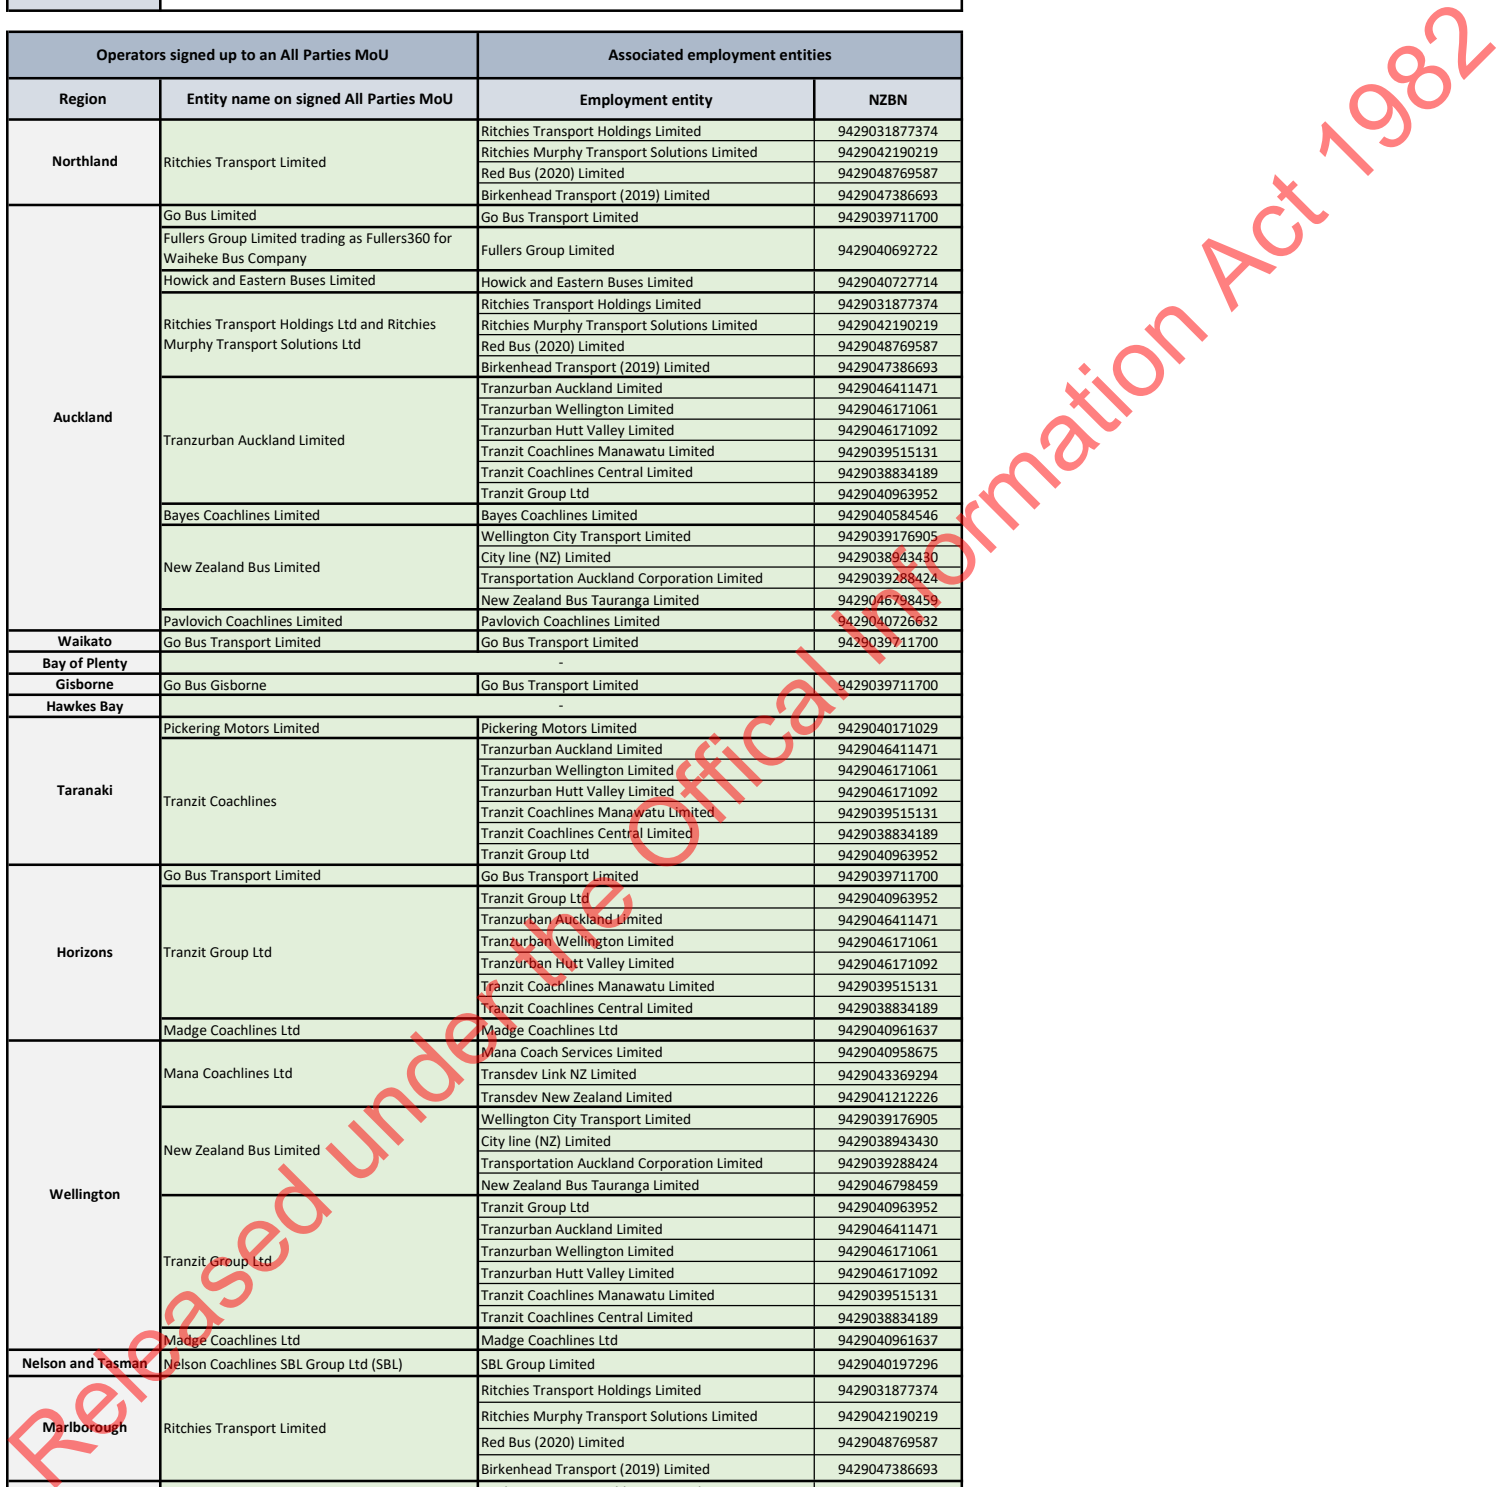 Operators signed up to an All Parties MoU Associated employment entities
Region Entity name on signed All Parties MoU Employment entity NZBN
Northland Ritchies Transport Limited
Ritchies Transport Holdings Limited 9429031877374
Ritchies Murphy Transport Solutions Limited 9429042190219
Red Bus (2020) Limited 9429048769587
Birkenhead Transport (2019) Limited 9429047386693
Auckland
Go Bus Limited Go Bus Transport Limited 9429039711700
Fullers Group Limited trading as Fullers360 for
Waiheke Bus Company
Fullers Group Limited 9429040692722
Howick and Eastern Buses Limited Howick and Eastern Buses Limited 9429040727714
Ritchies Transport Holdings Ltd and Ritchies
Murphy Transport Solutions Ltd
Ritchies Transport Holdings Limited 9429031877374
Ritchies Murphy Transport Solutions Limited 9429042190219
Red Bus (2020) Limited 9429048769587
Birkenhead Transport (2019) Limited 9429047386693
Tranzurban Auckland Limited
Tranzurban Auckland Limited 9429046411471
Tranzurban Wellington Limited 9429046171061
Tranzurban Hutt Valley Limited 9429046171092
Tranzit Coachlines Manawatu Limited 9429039515131
Tranzit Coachlines Central Limited 9429038834189
Tranzit Group Ltd 9429040963952
Bayes Coachlines Limited Bayes Coachlines Limited 9429040584546
New Zealand Bus Limited
Wellington City Transport Limited 9429039176905
City line (NZ) Limited 9429038943430
Transportation Auckland Corporation Limited 9429039288424
New Zealand Bus Tauranga Limited 9429046798459
Pavlovich Coachlines Limited Pavlovich Coachlines Limited 9429040726632
Waikato Go Bus Transport Limited Go Bus Transport Limited 9429039711700
Bay of Plenty -
Gisborne Go Bus Gisborne Go Bus Transport Limited 9429039711700
Hawkes Bay -
Taranaki
Pickering Motors Limited Pickering Motors Limited 9429040171029
Tranzit Coachlines
Tranzurban Auckland Limited 9429046411471
Tranzurban Wellington Limited 9429046171061
Tranzurban Hutt Valley Limited 9429046171092
Tranzit Coachlines Manawatu Limited 9429039515131
Tranzit Coachlines Central Limited 9429038834189
Tranzit Group Ltd 9429040963952
Horizons
Go Bus Transport Limited Go Bus Transport Limited 9429039711700
Tranzit Group Ltd
Tranzit Group Ltd 9429040963952
Tranzurban Auckland Limited 9429046411471
Tranzurban Wellington Limited 9429046171061
Tranzurban Hutt Valley Limited 9429046171092
Tranzit Coachlines Manawatu Limited 9429039515131
Tranzit Coachlines Central Limited 9429038834189
Madge Coachlines Ltd Madge Coachlines Ltd 9429040961637
Wellington
Mana Coachlines Ltd
Mana Coach Services Limited 9429040958675
Transdev Link NZ Limited 9429043369294
Transdev New Zealand Limited 9429041212226
New Zealand Bus Limited
Wellington City Transport Limited 9429039176905
City line (NZ) Limited 9429038943430
Transportation Auckland Corporation Limited 9429039288424
New Zealand Bus Tauranga Limited 9429046798459
Tranzit Group Ltd
Tranzit Group Ltd 9429040963952
Tranzurban Auckland Limited 9429046411471
Tranzurban Wellington Limited 9429046171061
Tranzurban Hutt Valley Limited 9429046171092
Tranzit Coachlines Manawatu Limited 9429039515131
Tranzit Coachlines Central Limited 9429038834189
Madge Coachlines Ltd Madge Coachlines Ltd 9429040961637
Nelson and Tasman Nelson Coachlines SBL Group Ltd (SBL) SBL Group Limited 9429040197296
Marlborough Ritchies Transport Limited
Ritchies Transport Holdings Limited 9429031877374
Ritchies Murphy Transport Solutions Limited 9429042190219
Red Bus (2020) Limited 9429048769587
Birkenhead Transport (2019) Limited 9429047386693
Released under the Offical Information Act 1982